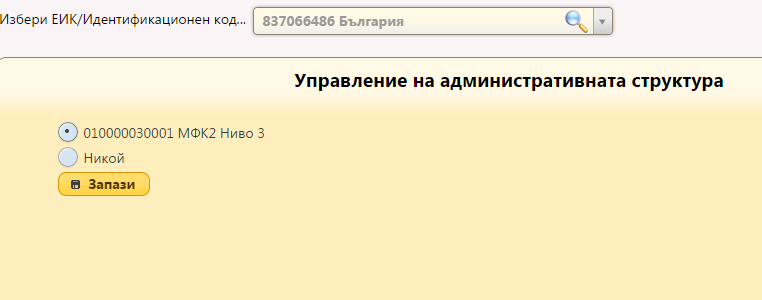 Избери ЕИК/Идентификационен код... 837066486 България
Управление на административната структура
010000030001 МФК2 Ниво 3
Никой
Запази